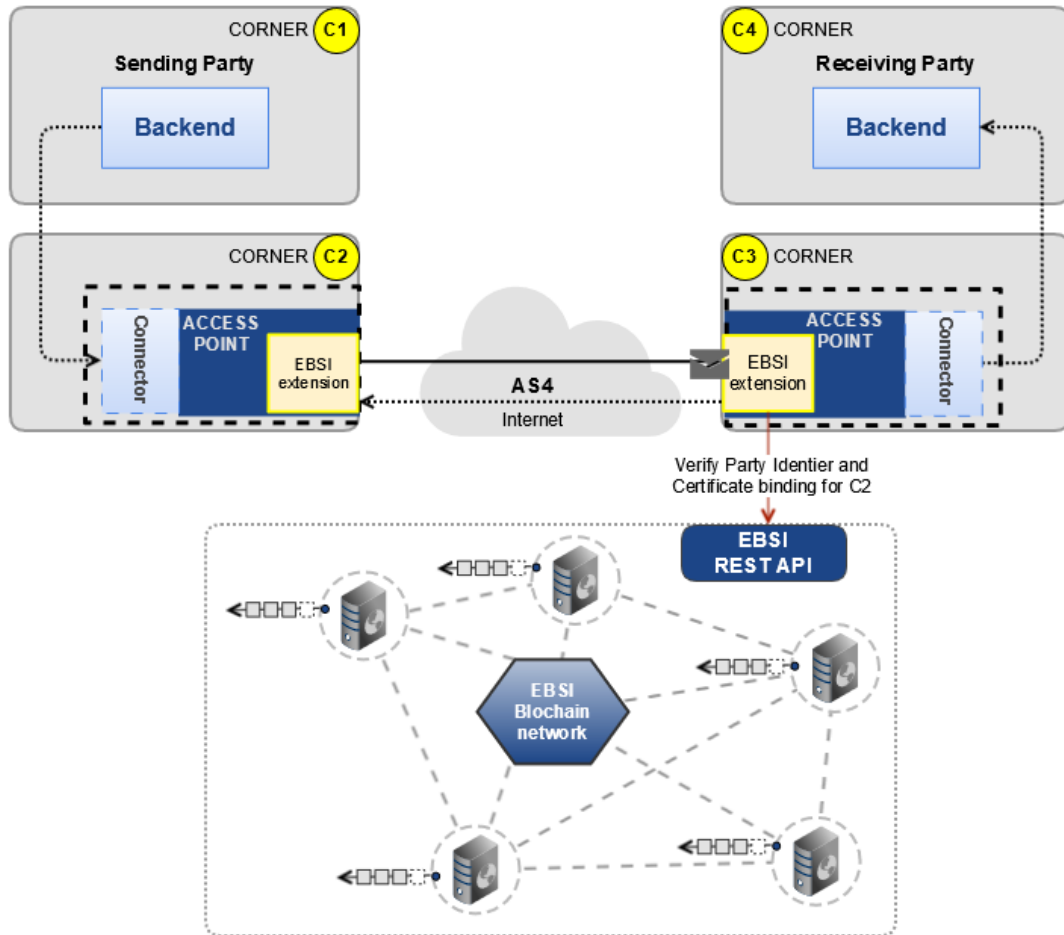 CORNER C1
Sending Party
Backend
C4 CORNER
Receiving Party
Backend
CORNER C2
Connector
ACCESS
POINT
EBSI
extension
AS4
Internet
C3 CORNER
EBSI
extension
ACCESS
POINT
Connector
Verify Party Identier and
Certificate binding for C2
EBSI
REST API
EBSI
Blochain
network